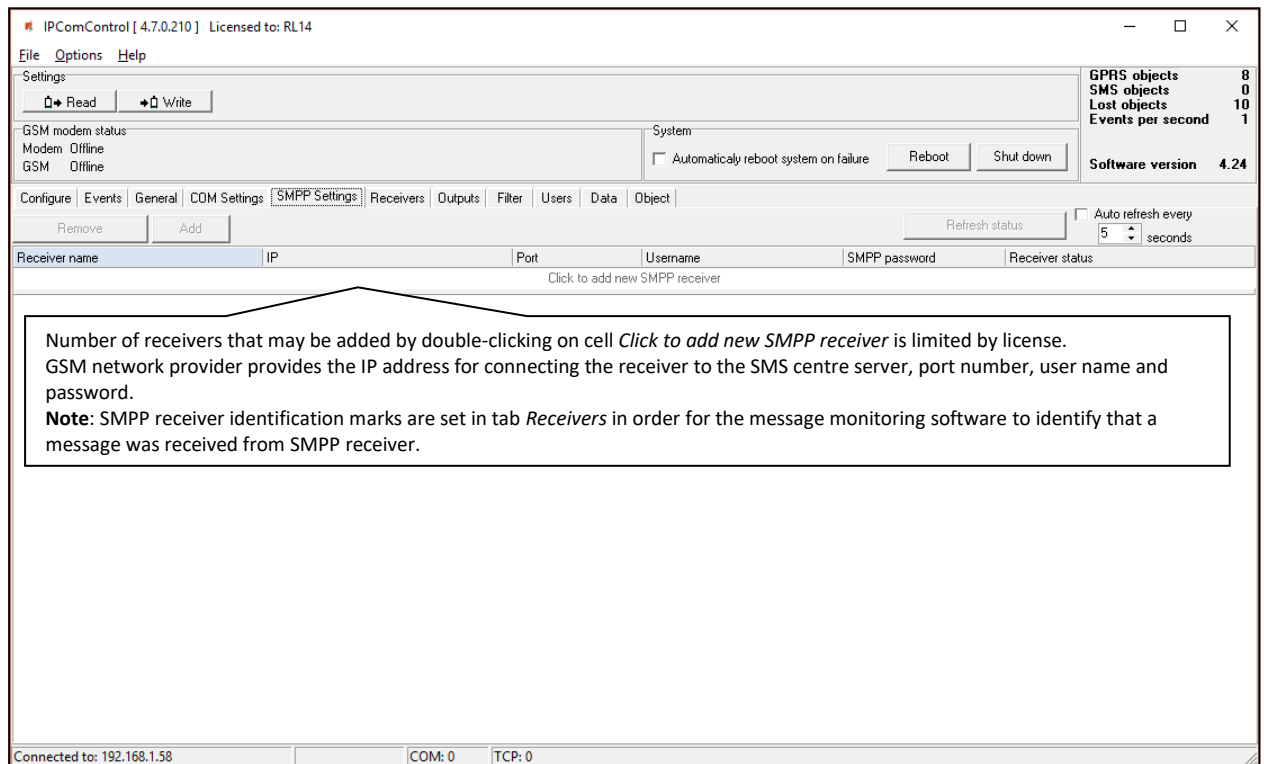 IPComControl [ 4.7.0.210 ] Licensed to: RL14
File Options Help
Settings
Read Write
GPRS objects 8
SMS objects 0
Lost objects 10
Events per second 1
Software version 4.24
GSM modem status
Modem Offline
GSM Offline
System
Automaticaly reboot system on failure Reboot Shut down
Configure Events General COM Settings SMPP Settings Receivers Outputs Filter Users Data Object
Remove Add Refresh status
Auto refresh every
5 seconds
Receiver name IP Port Username SMPP password Receiver status
Click to add new SMPP receiver
Number of receivers that may be added by double-clicking on cell Click to add new SMPP receiver is limited by license.
GSM network provider provides the IP address for connecting the receiver to the SMS centre server, port number, user name and
password.
Note: SMPP receiver identification marks are set in tab Receivers in order for the message monitoring software to identify that a
message was received from SMPP receiver.
Connected to: 192.168.1.58 COM: 0 TCP: 0